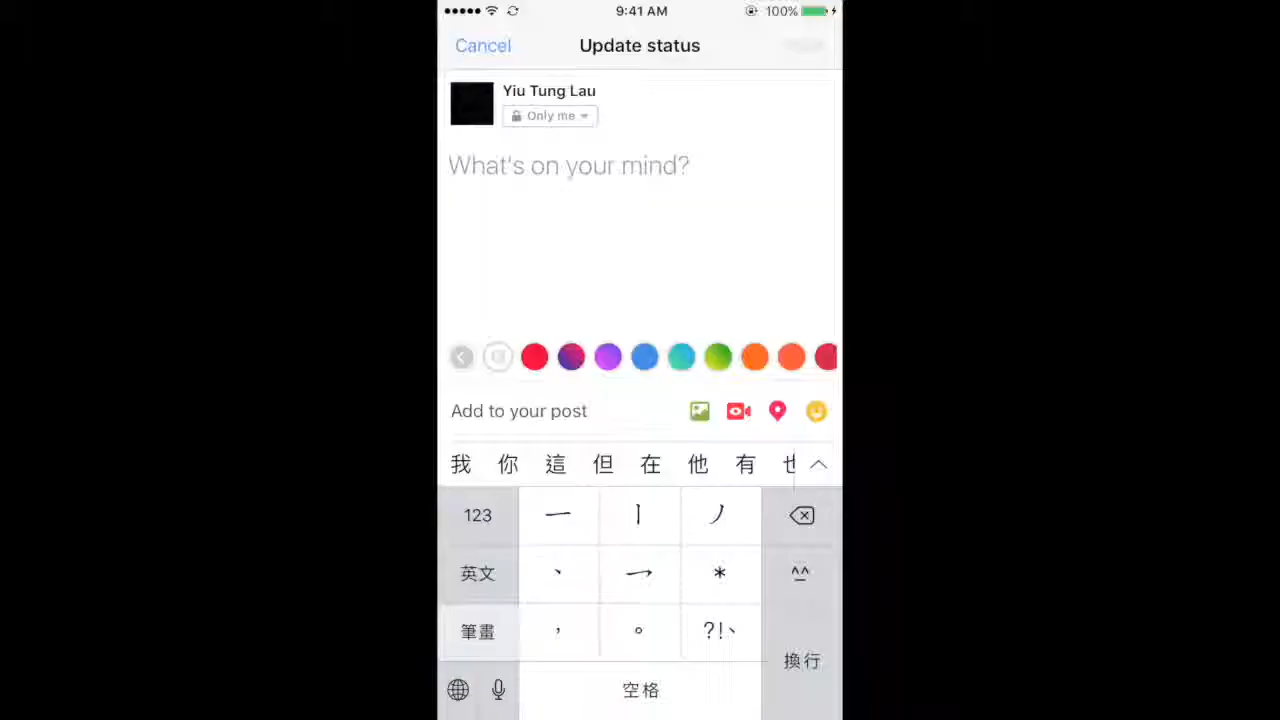 9:41 AM 100%
Cancel Update status
Yiu Tung Lau
Only me
What's on your mind?
Add to your post
我 你 這 但 在 他 有
123 一 丨 丿
英文 丶 乛 * ^^
筆畫 ， 。 ?!、
換行
空格